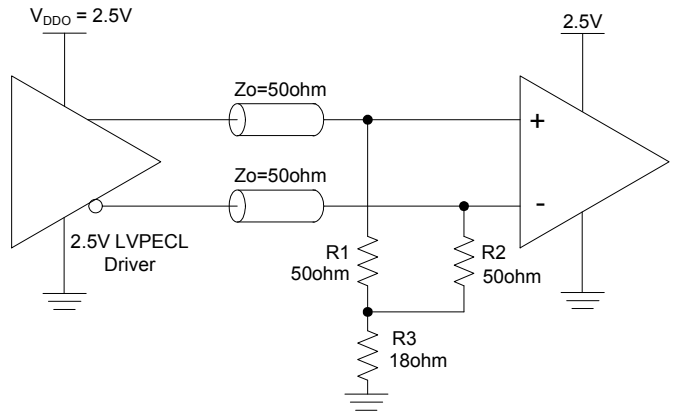 V_DDO = 2.5V
2.5V
Zo=50ohm
+
Zo=50ohm
-
2.5V LVPECL
Driver
R1
50ohm
R2
50ohm
R3
18ohm